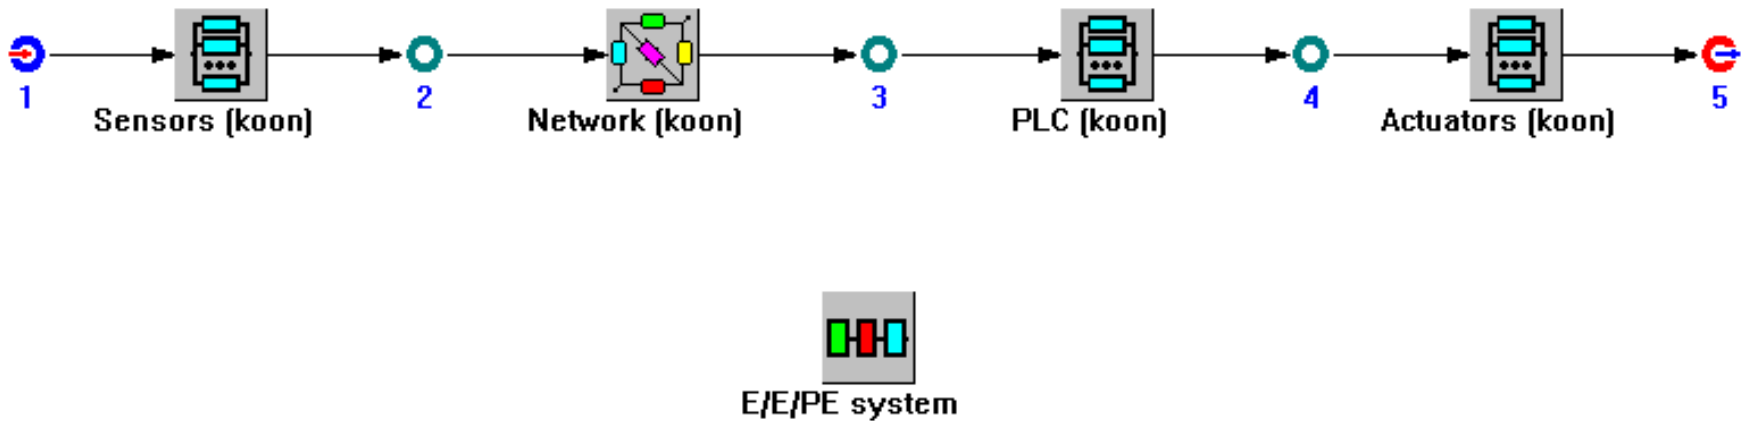 1 2 3 4 5
Sensors (koon) Network (koon) PLC (koon) Actuators (koon)
E/E/PE system